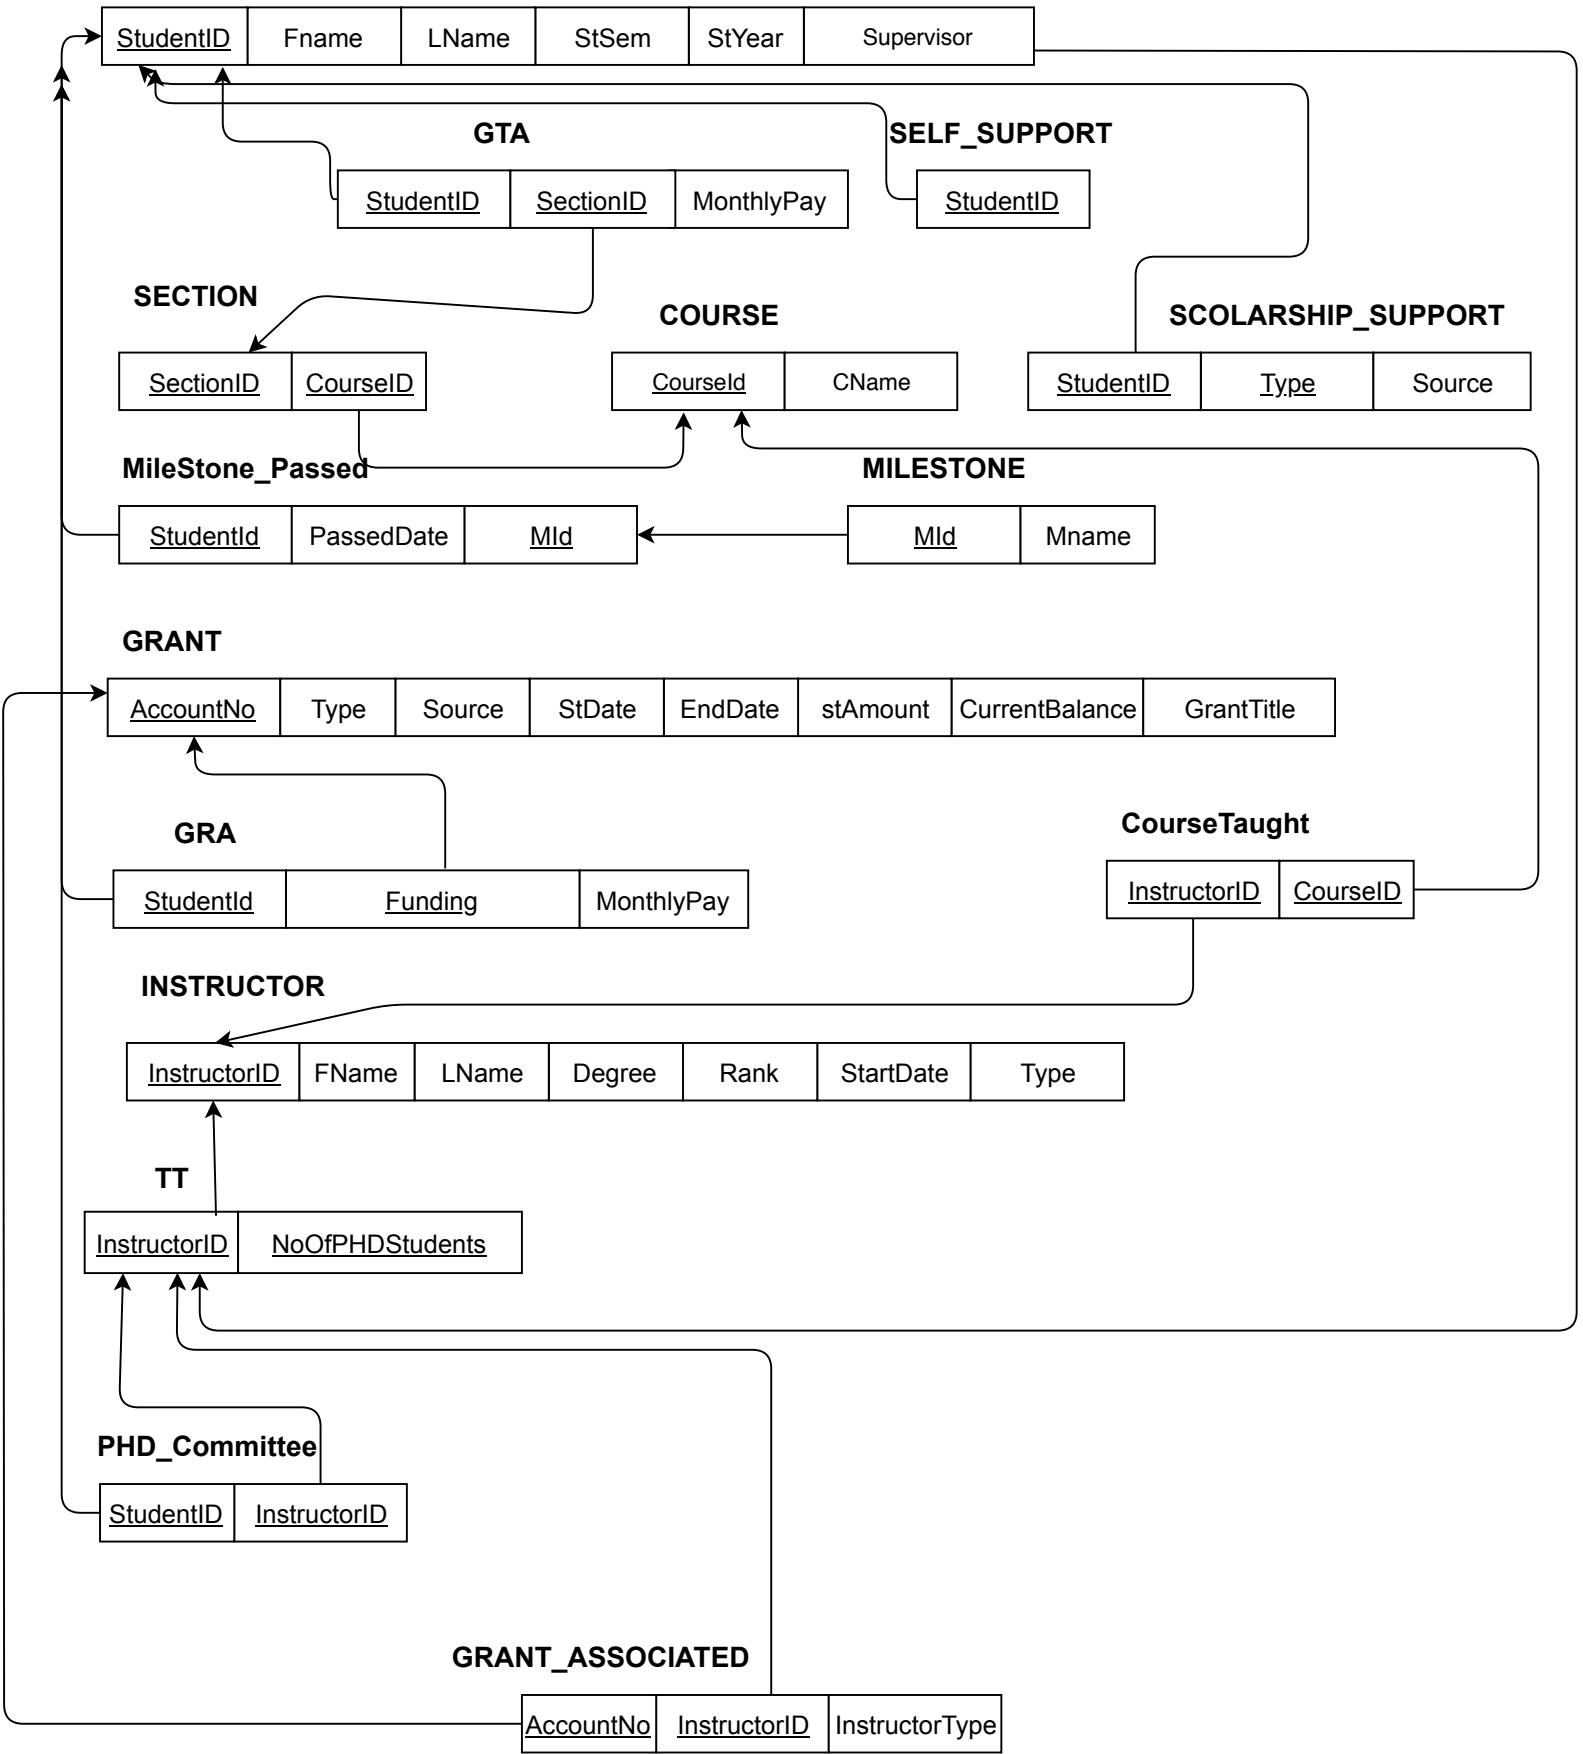 StudentID Fname LName StSem StYear Supervisor
GTA SELF_SUPPORT
StudentID SectionID MonthlyPay StudentID
SECTION COURSE SCOLARSHIP_SUPPORT
SectionID CourseID CourseId CName StudentID Type Source
MileStone_Passed MILESTONE
StudentId PassedDate MId MId Mname
GRANT
AccountNo Type Source StDate EndDate stAmount CurrentBalance GrantTitle
GRA CourseTaught
StudentId Funding MonthlyPay InstructorID CourseID
INSTRUCTOR
InstructorID FName LName Degree Rank StartDate Type
TT
InstructorID NoOfPHDStudents
PHD_Committee
StudentID InstructorID
GRANT_ASSOCIATED
AccountNo InstructorID InstructorType